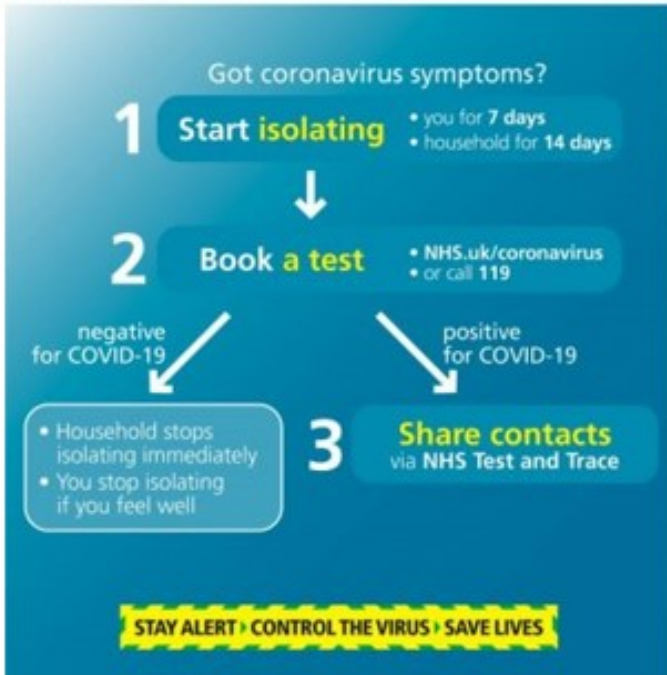 Got coronavirus symptoms?
1
Start isolating
• you for 7 days
• household for 14 days
2
Book a test
• NHS.uk/coronavirus
• or call 119
negative
for COVID-19
positive
for COVID-19
• Household stops
isolating immediately
• You stop isolating
if you feel well
3
Share contacts
via NHS Test and Trace
STAY ALERT CONTROL THE VIRUS SAVE LIVES